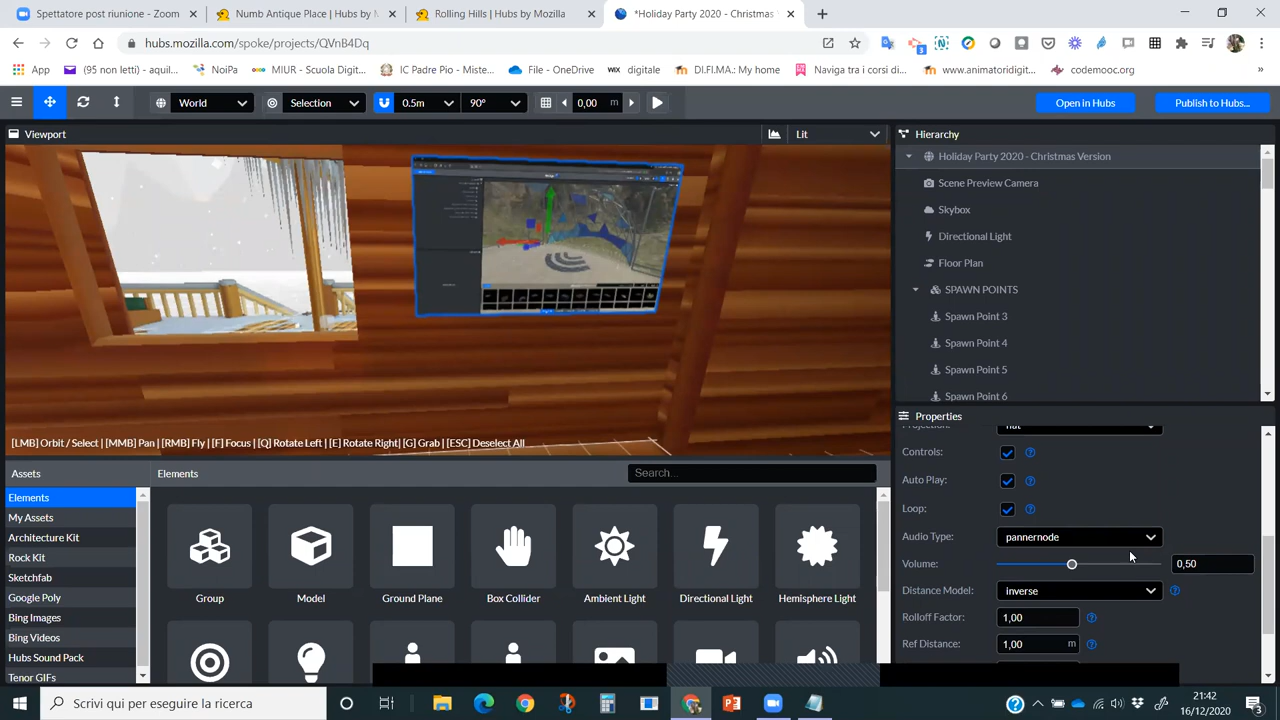 Spettatore post riunione - Zoom
Numb Antique Place | Hubs by M
Rolling Hills | Hubs by Mozilla
*Holiday Party 2020 - Christmas
hubs.mozilla.com/spoke/projects/QVnB4Dq
3
App
(95 non letti) - aquil
NoiPa
MIUR - Scuola Digit...
IC Padre Pio - Miste...
File - OneDrive
WIX digitale
DI.FI.MA.: My home
Naviga tra i corsi di...
www.animatoridigit...
codemooc.org
World
Selection
0.5m
90°
0,00 m
Open in Hubs
Publish to Hubs...
Viewport
Lit
Hierarchy
Holiday Party 2020 - Christmas Version
Scene Preview Camera
Skybox
Directional Light
Floor Plan
SPAWN POINTS
Spawn Point 3
Spawn Point 4
Spawn Point 5
Spawn Point 6
[LMB] Orbit / Select | [MMB] Pan | [RMB] Fly | [F] Focus | [Q] Rotate Left | [E] Rotate Right| [G] Grab | [ESC] Deselect All
Properties
Projection: flat
Controls:
Auto Play:
Loop:
Audio Type: pannernode
Volume: 0,50
Distance Model: inverse
Rolloff Factor: 1,00
Ref Distance: 1,00 m
Assets
Elements
Search...
Elements
My Assets
Architecture Kit
Rock Kit
Sketchfab
Google Poly
Bing Images
Bing Videos
Hubs Sound Pack
Tenor GIFs
Group
Model
Ground Plane
Box Collider
Ambient Light
Directional Light
Hemisphere Light
Scrivi qui per eseguire la ricerca
21:42
16/12/2020
3